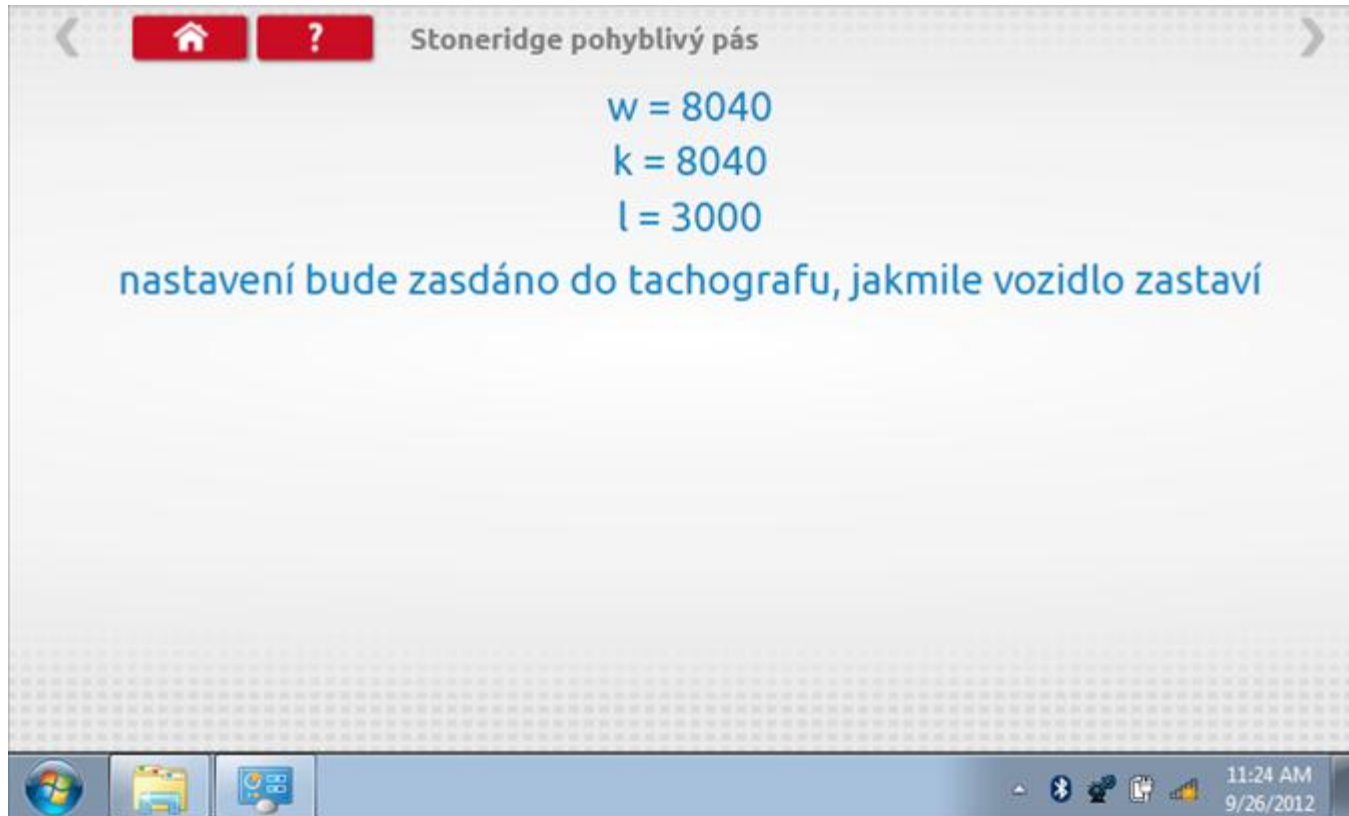 ? Stoneridge pohyblivý pás
w = 8040
k = 8040
l = 3000
nastavení bude zasdáno do tachografu, jakmile vozidlo zastaví
11:24 AM
9/26/2012